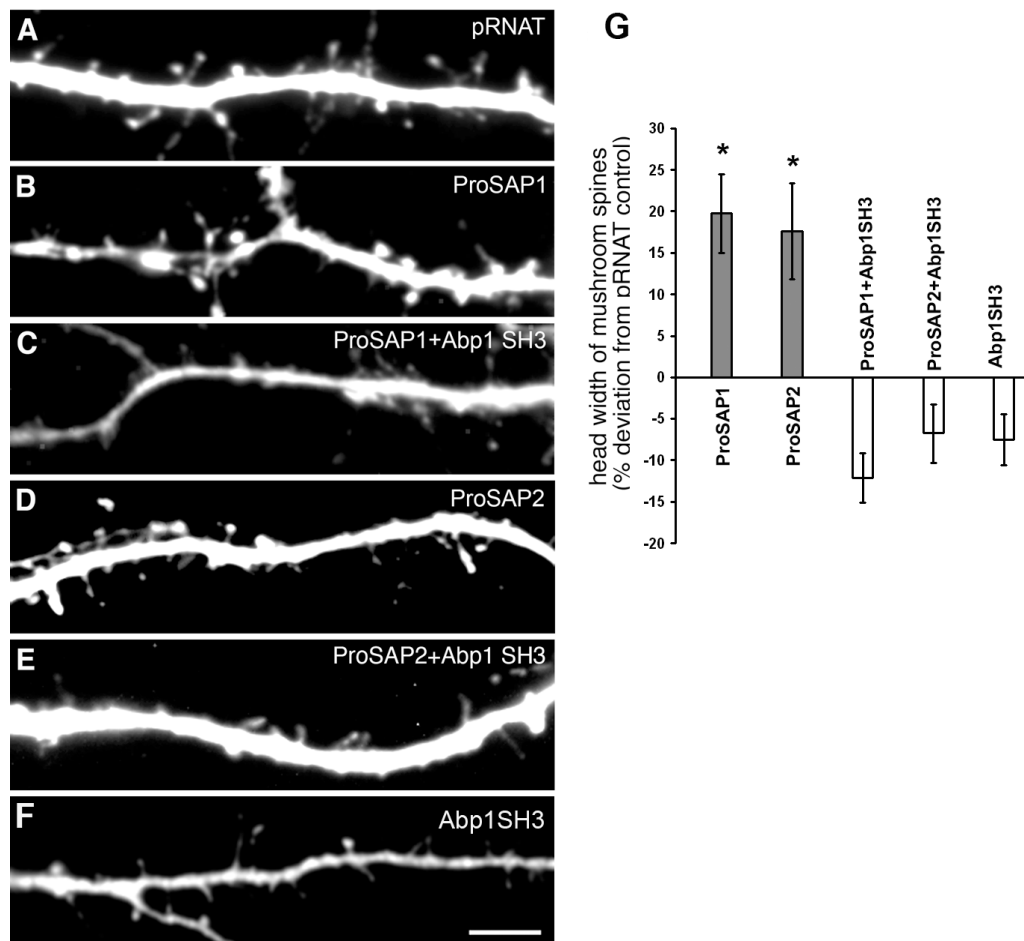 A
pRNAT
B
ProSAP1
C
ProSAP1+Abp1 SH3
D
ProSAP2
E
ProSAP2+Abp1 SH3
F
Abp1SH3
G
head width of mushroom spines
(% deviation from pRNAT control)
30
25
20
15
10
5
0
-5
-10
-15
-20
*
*
ProSAP1
ProSAP2
ProSAP1+Abp1SH3
ProSAP2+Abp1SH3
Abp1SH3